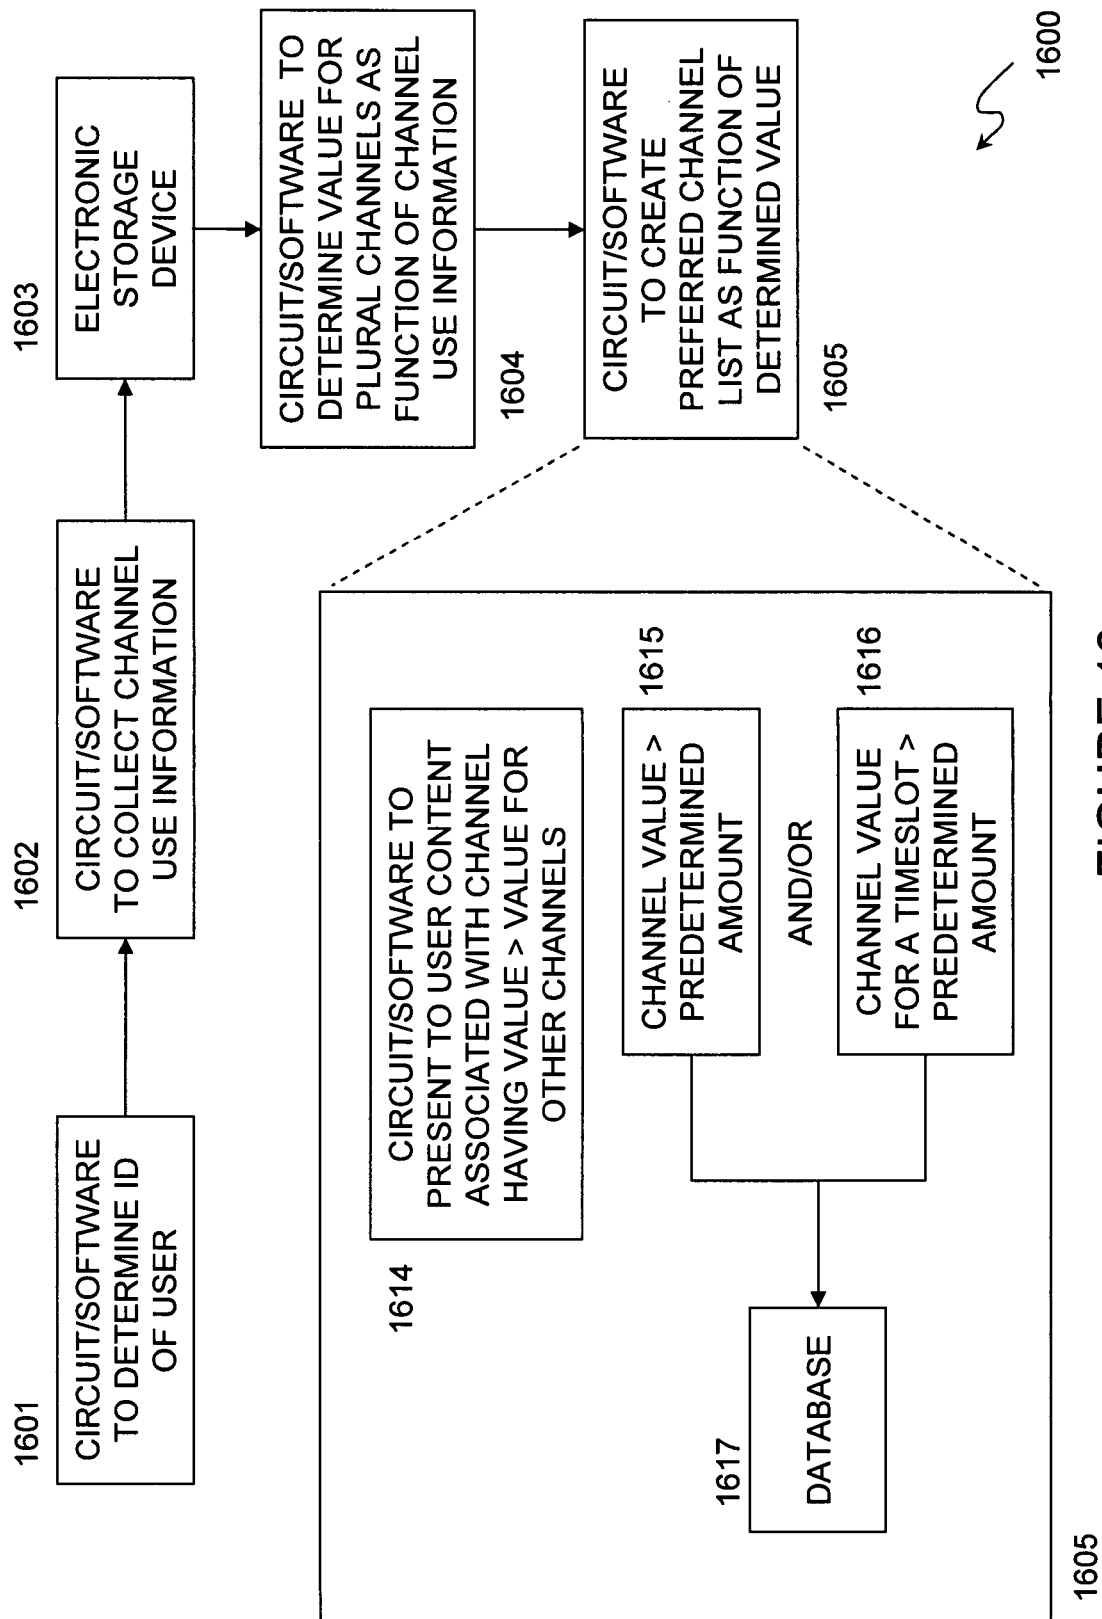 1601
CIRCUIT/SOFTWARE
TO DETERMINE ID
OF USER
1602
CIRCUIT/SOFTWARE
TO COLLECT CHANNEL
USE INFORMATION
1603
ELECTRONIC
STORAGE
DEVICE
CIRCUIT/SOFTWARE TO
DETERMINE VALUE FOR
PLURAL CHANNELS AS
FUNCTION OF CHANNEL
USE INFORMATION
1604
CIRCUIT/SOFTWARE
TO CREATE
PREFERRED CHANNEL
LIST AS FUNCTION OF
DETERMINED VALUE
1605
1614
CIRCUIT/SOFTWARE TO
PRESENT TO USER CONTENT
ASSOCIATED WITH CHANNEL
HAVING VALUE > VALUE FOR
OTHER CHANNELS
1615
CHANNEL VALUE >
PREDETERMINED
AMOUNT
AND/OR
1616
CHANNEL VALUE
FOR A TIMESLOT >
PREDETERMINED
AMOUNT
1617
DATABASE
1605
1600
FIGURE